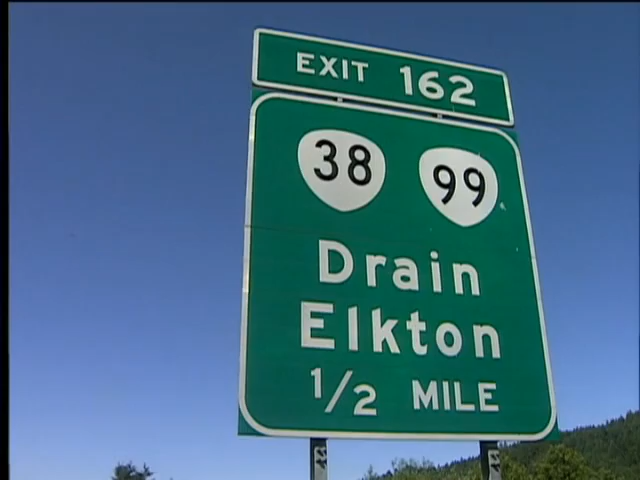 EXIT 162
38 99
Drain
Elkton
1/2 MILE